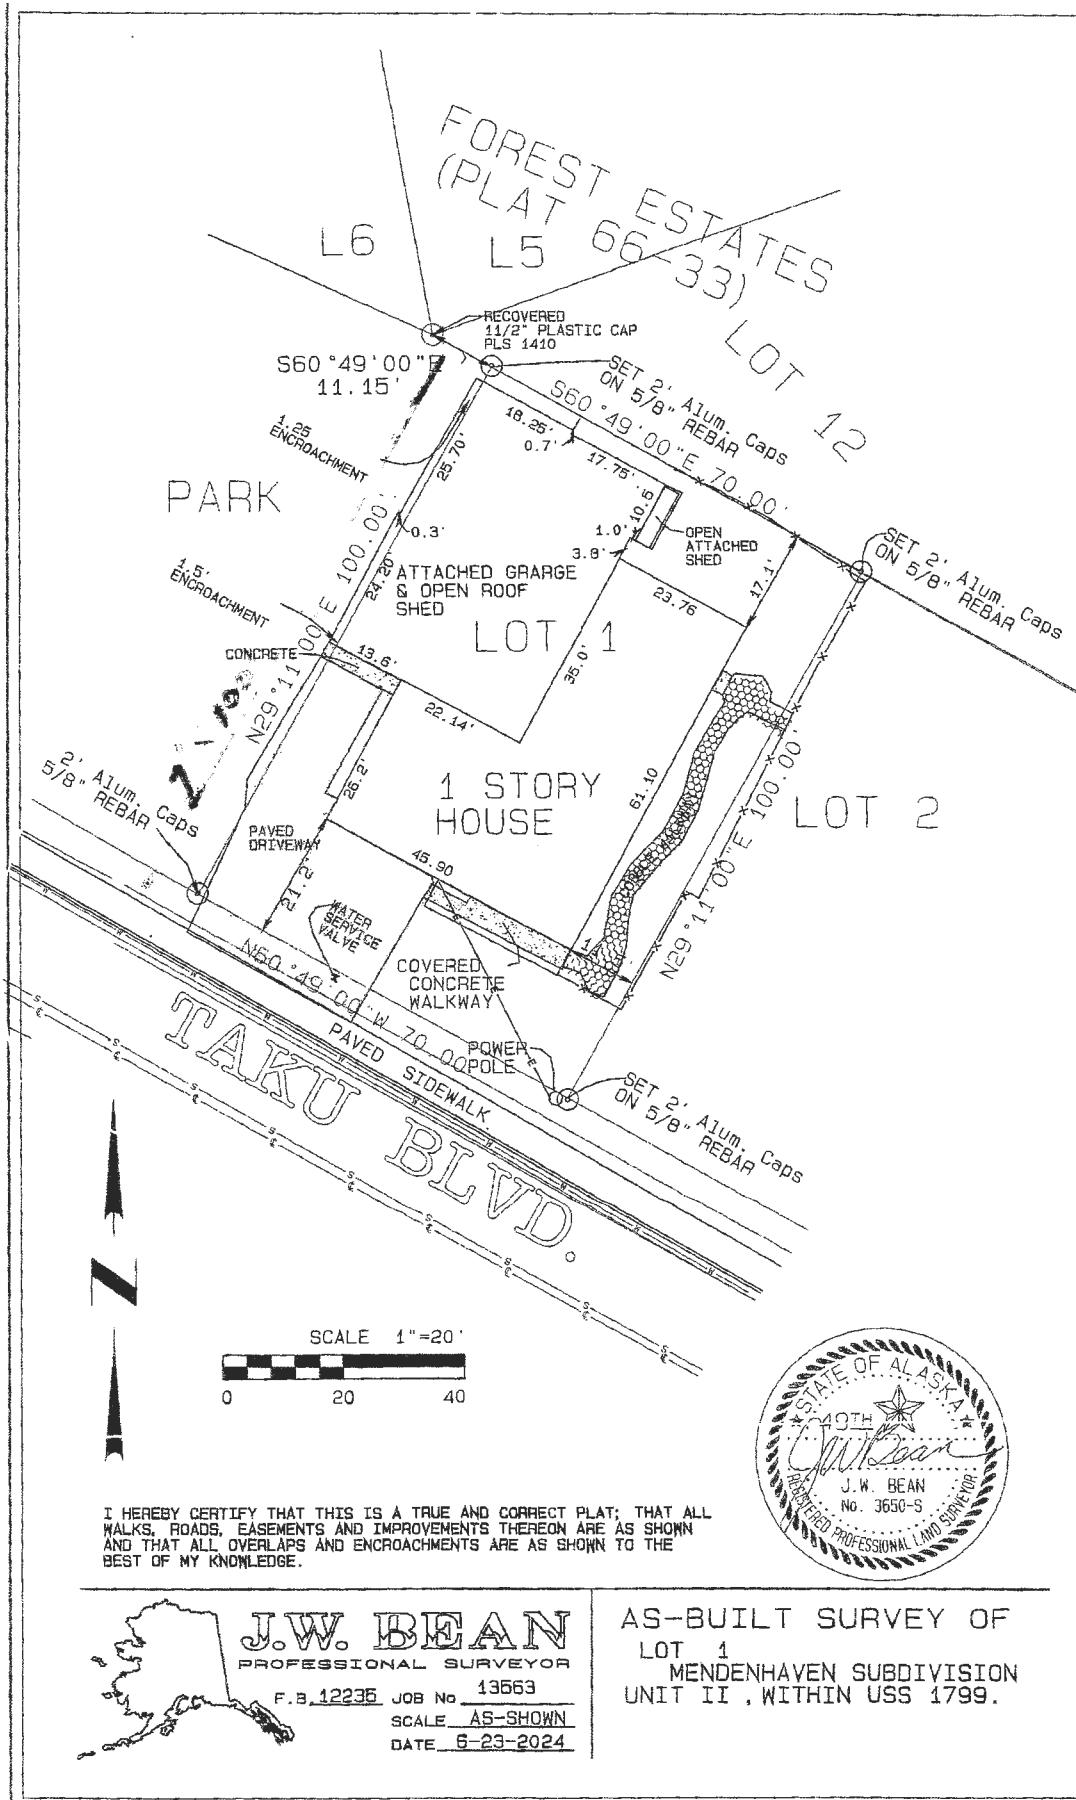 FOREST ESTATES
(PLAT 66-33)
L6
L5
LOT 12
RECOVERED
11/2" PLASTIC CAP
PLS 1410
S60°49'00"E
11.15'
SET 2' Alum. Caps
ON 5/8" REBAR
S60°49'00"E 70.00'
1.25
ENCROACHMENT
18.25'
0.7'
17.75'
25.70'
PARK
10.5
1.0'
3.8'
OPEN
ATTACHED
SHED
SET 2' Alum. Caps
ON 5/8" REBAR
0.3'
17.1'
24.20'
ATTACHED GRARGE
& OPEN ROOF
SHED
23.76
1.5'
ENCROACHMENT
N29°11'00"E 100.00'
LOT 1
CONCRETE
13.6'
35.0'
22.14'
2' Alum. Caps
5/8" REBAR
26.2'
1 STORY
HOUSE
61.10
LOT 2
N29°11'00"E 100.00'
PAVED
DRIVEWAY
45.90
21.2'
WATER
SERVICE
VALVE
COVERED
CONCRETE
WALKWAY
N60°49'00"W 70.00
PAVED SIDEWALK
POWER
POLE
SET 2' Alum. Caps
ON 5/8" REBAR
TAKU BLVD.
N
SCALE 1"=20'
0 20 40
STATE OF ALASKA
49TH
JW Bean
J.W. BEAN
No. 3650-S
REGISTERED PROFESSIONAL LAND SURVEYOR
I HEREBY CERTIFY THAT THIS IS A TRUE AND CORRECT PLAT; THAT ALL
WALKS, ROADS, EASEMENTS AND IMPROVEMENTS THEREON ARE AS SHOWN
AND THAT ALL OVERLAPS AND ENCROACHMENTS ARE AS SHOWN TO THE
BEST OF MY KNOWLEDGE.
J.W. BEAN
PROFESSIONAL SURVEYOR
F.B. 12235 JOB No 13563
SCALE AS-SHOWN
DATE 6-23-2024
AS-BUILT SURVEY OF
LOT 1
MENDENHAVEN SUBDIVISION
UNIT II , WITHIN USS 1799.